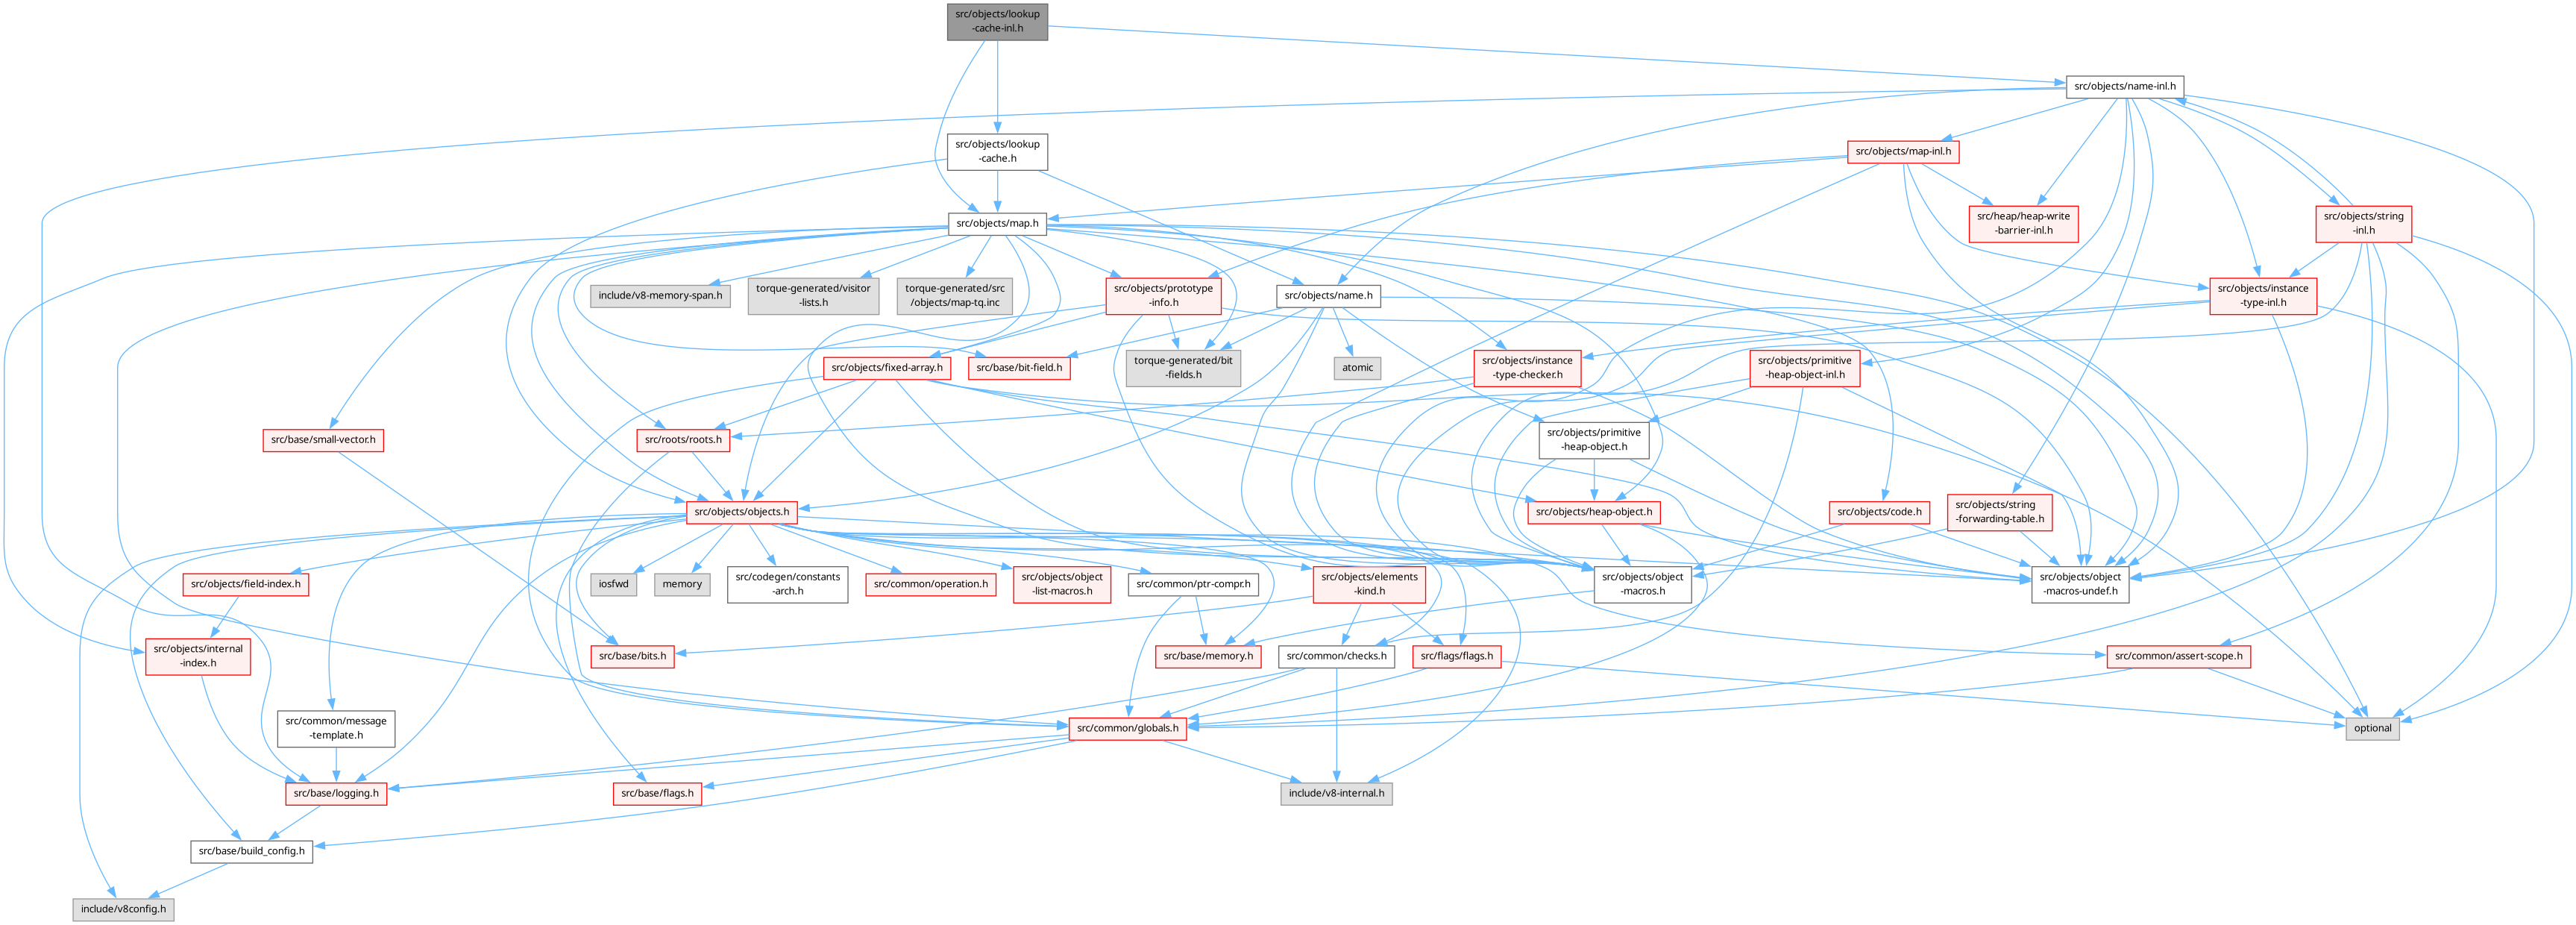 src/objects/lookup
-cache-inl.h
src/objects/name-inl.h
src/objects/lookup
-cache.h
src/objects/map-inl.h
src/objects/map.h
src/heap/heap-write
-barrier-inl.h
src/objects/string
-inl.h
include/v8-memory-span.h
torque-generated/visitor
-lists.h
torque-generated/src
/objects/map-tq.inc
src/objects/prototype
-info.h
src/objects/name.h
src/objects/instance
-type-inl.h
src/objects/fixed-array.h
src/base/bit-field.h
torque-generated/bit
-fields.h
atomic
src/objects/instance
-type-checker.h
src/objects/primitive
-heap-object-inl.h
src/base/small-vector.h
src/roots/roots.h
src/objects/primitive
-heap-object.h
src/objects/objects.h
src/objects/heap-object.h
src/objects/code.h
src/objects/string
-forwarding-table.h
src/objects/field-index.h
iosfwd
memory
src/codegen/constants
-arch.h
src/common/operation.h
src/objects/object
-list-macros.h
src/common/ptr-compr.h
src/objects/elements
-kind.h
src/objects/object
-macros.h
src/objects/object
-macros-undef.h
src/objects/internal
-index.h
src/base/bits.h
src/base/memory.h
src/common/checks.h
src/flags/flags.h
src/common/assert-scope.h
src/common/message
-template.h
src/common/globals.h
optional
src/base/logging.h
src/base/flags.h
include/v8-internal.h
src/base/build_config.h
include/v8config.h